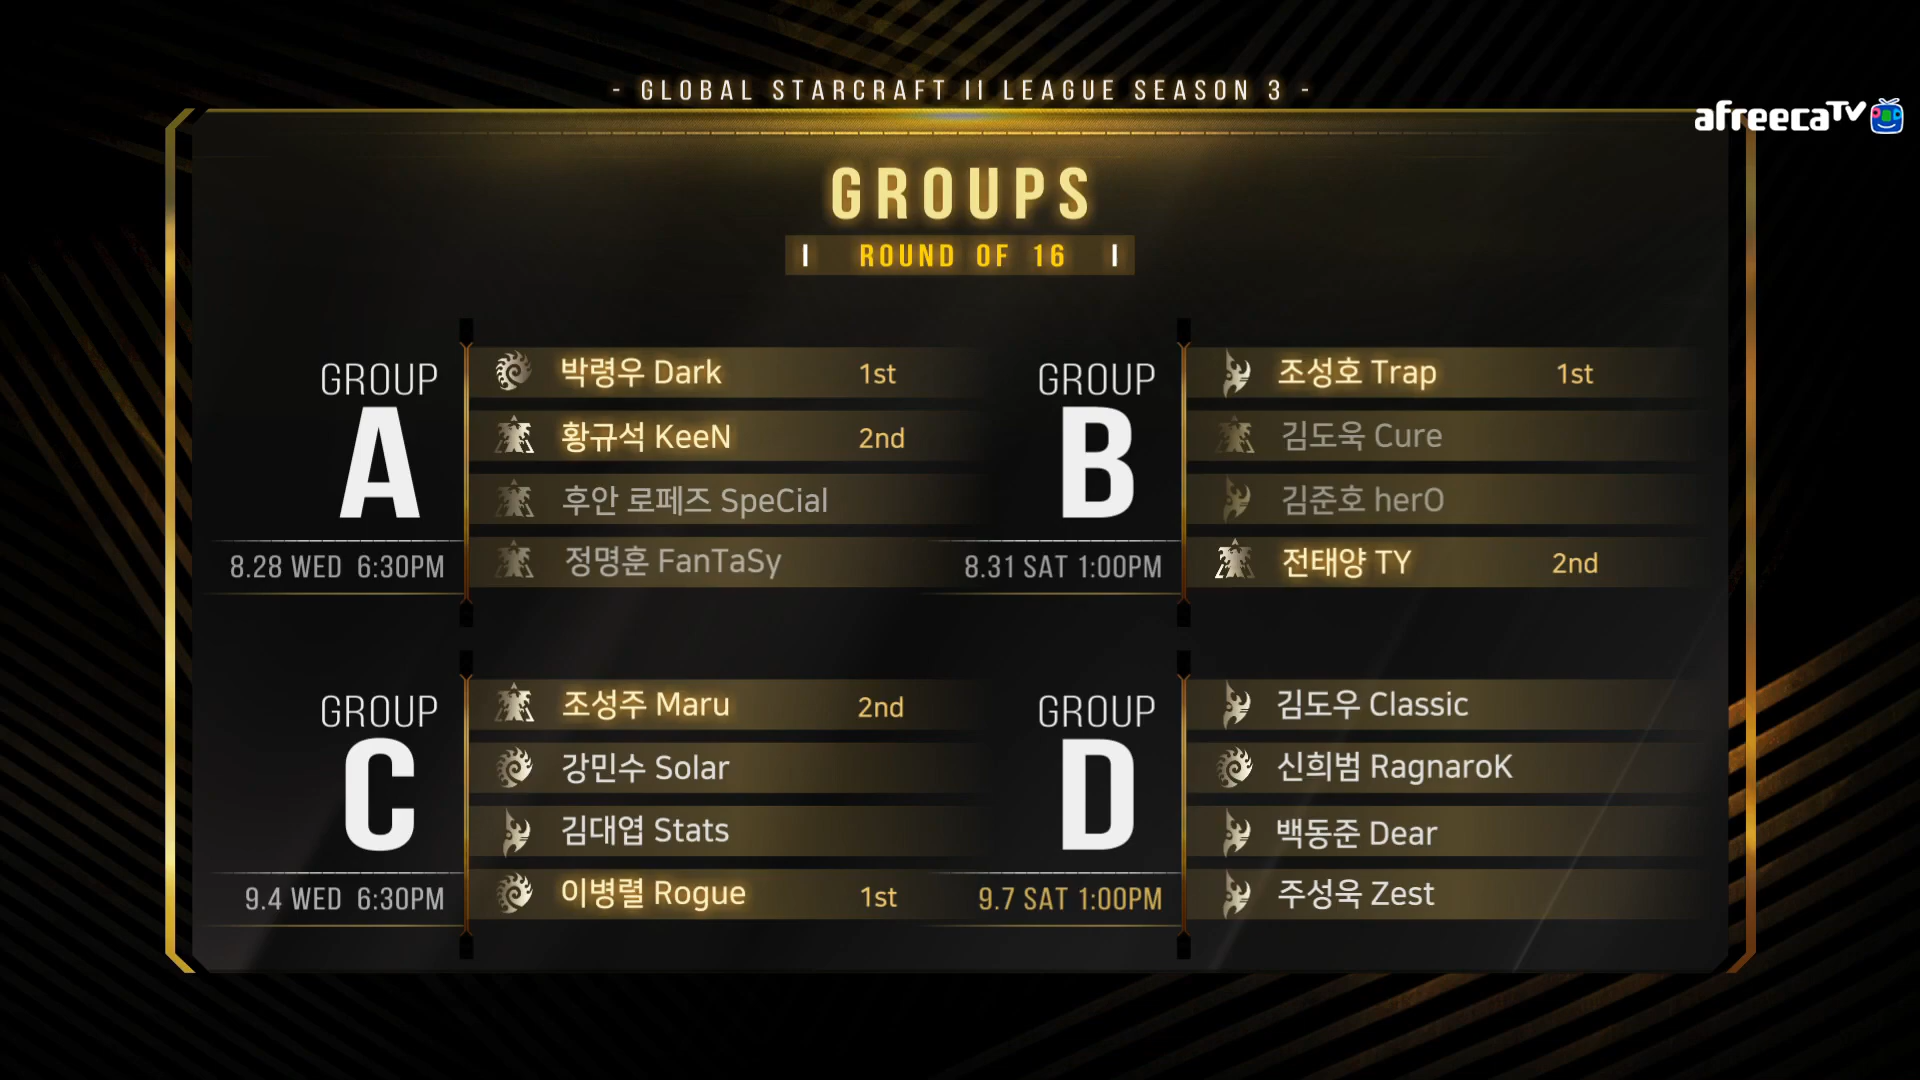 - GLOBAL STARCRAFT II LEAGUE SEASON 3 -
afreecaTV
GROUPS
ROUND OF 16
GROUP
A
8.28 WED 6:30PM
박령우 Dark 1st
황규석 KeeN 2nd
후안 로페즈 SpeCial
정명훈 FanTaSy
GROUP
B
8.31 SAT 1:00PM
조성호 Trap 1st
김도욱 Cure
김준호 herO
전태양 TY 2nd
GROUP
C
9.4 WED 6:30PM
조성주 Maru 2nd
강민수 Solar
김대엽 Stats
이병렬 Rogue 1st
GROUP
D
9.7 SAT 1:00PM
김도우 Classic
신희범 RagnaroK
백동준 Dear
주성욱 Zest